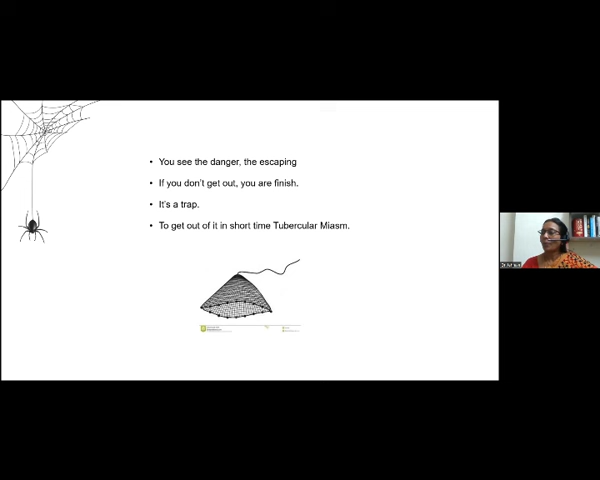 • You see the danger, the escaping
• If you don't get out, you are finish.
• It's a trap.
• To get out of it in short time Tubercular Miasm.